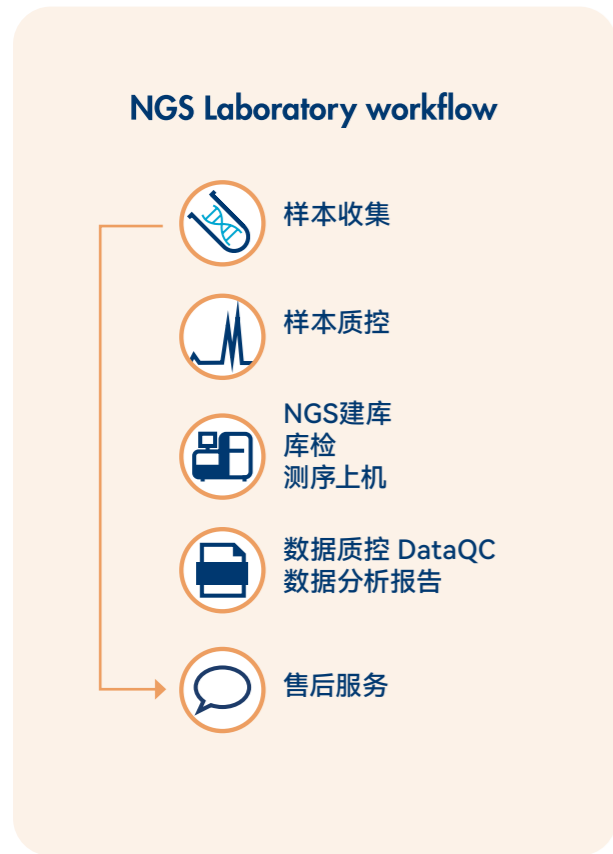 NGS Laboratory workflow
样本收集
样本质控
NGS建库
库检
测序上机
数据质控 DataQC
数据分析报告
售后服务